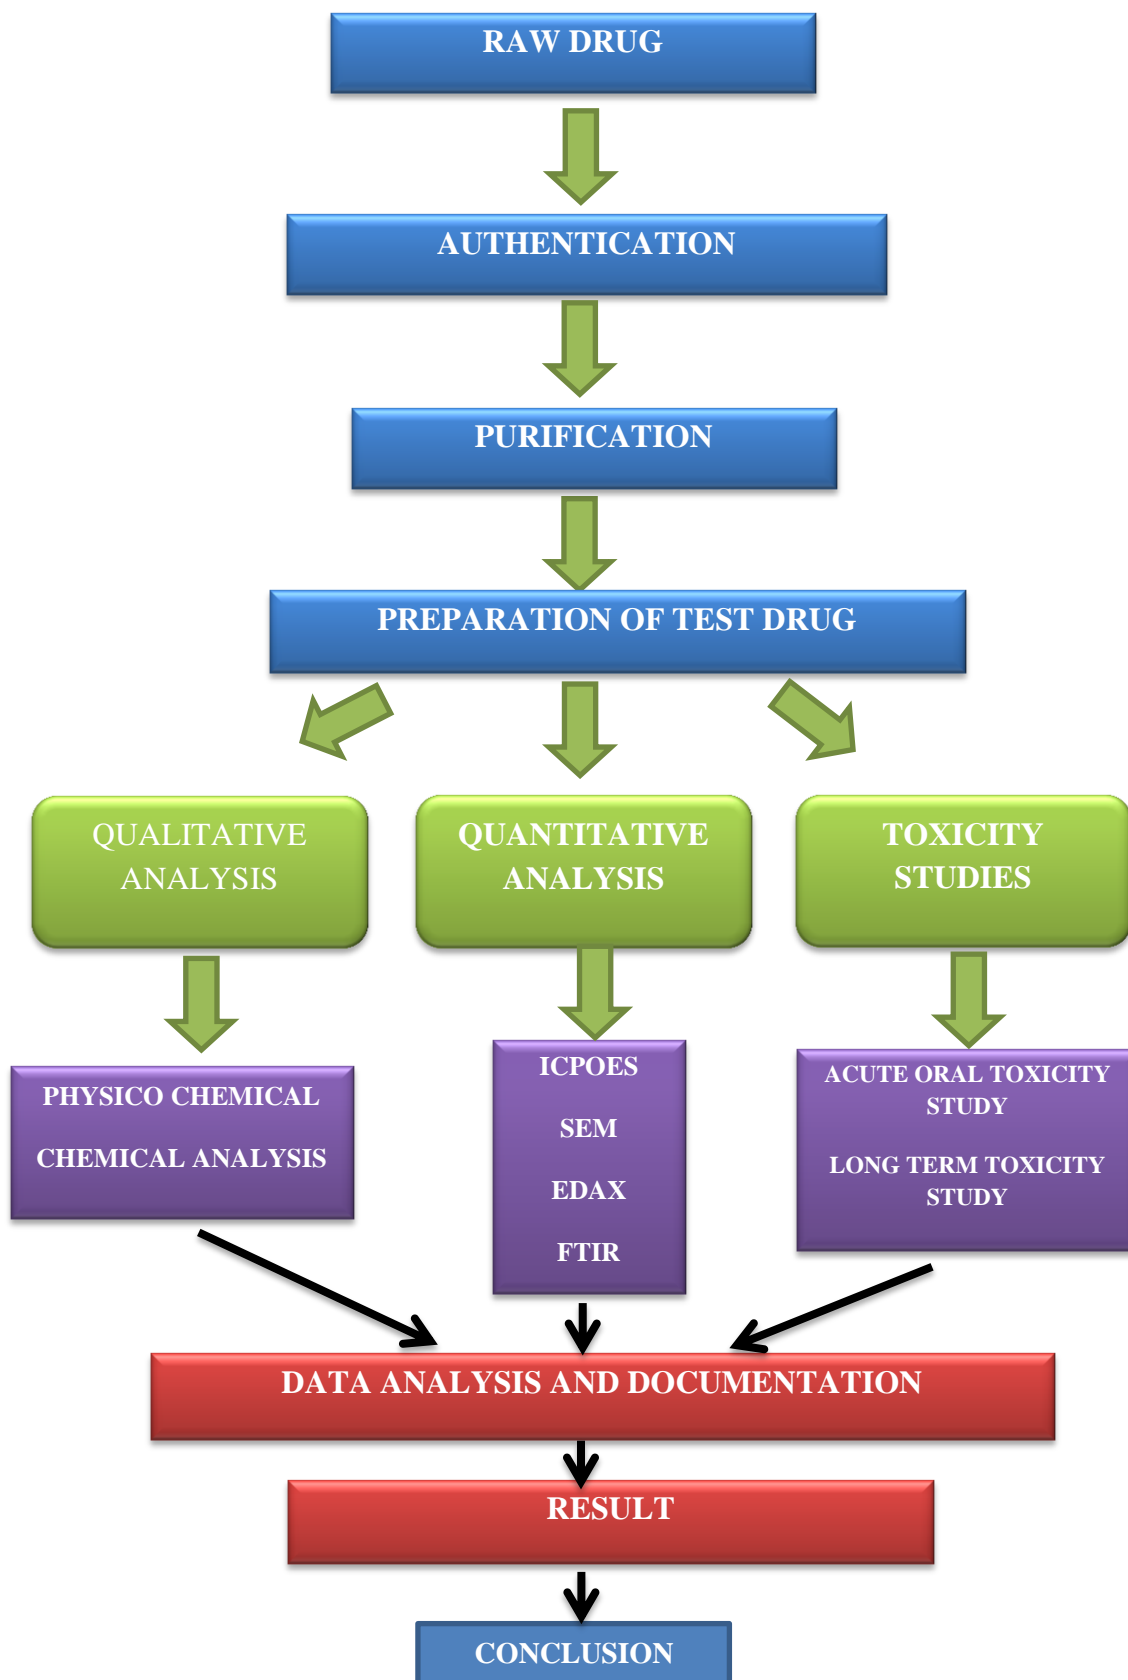 RAW DRUG
AUTHENTICATION
PURIFICATION
PREPARATION OF TEST DRUG
QUALITATIVE
ANALYSIS
QUANTITATIVE
ANALYSIS
TOXICITY
STUDIES
PHYSICO CHEMICAL
CHEMICAL ANALYSIS
ICPOES
SEM
EDAX
FTIR
ACUTE ORAL TOXICITY
STUDY
LONG TERM TOXICITY
STUDY
DATA ANALYSIS AND DOCUMENTATION
RESULT
CONCLUSION